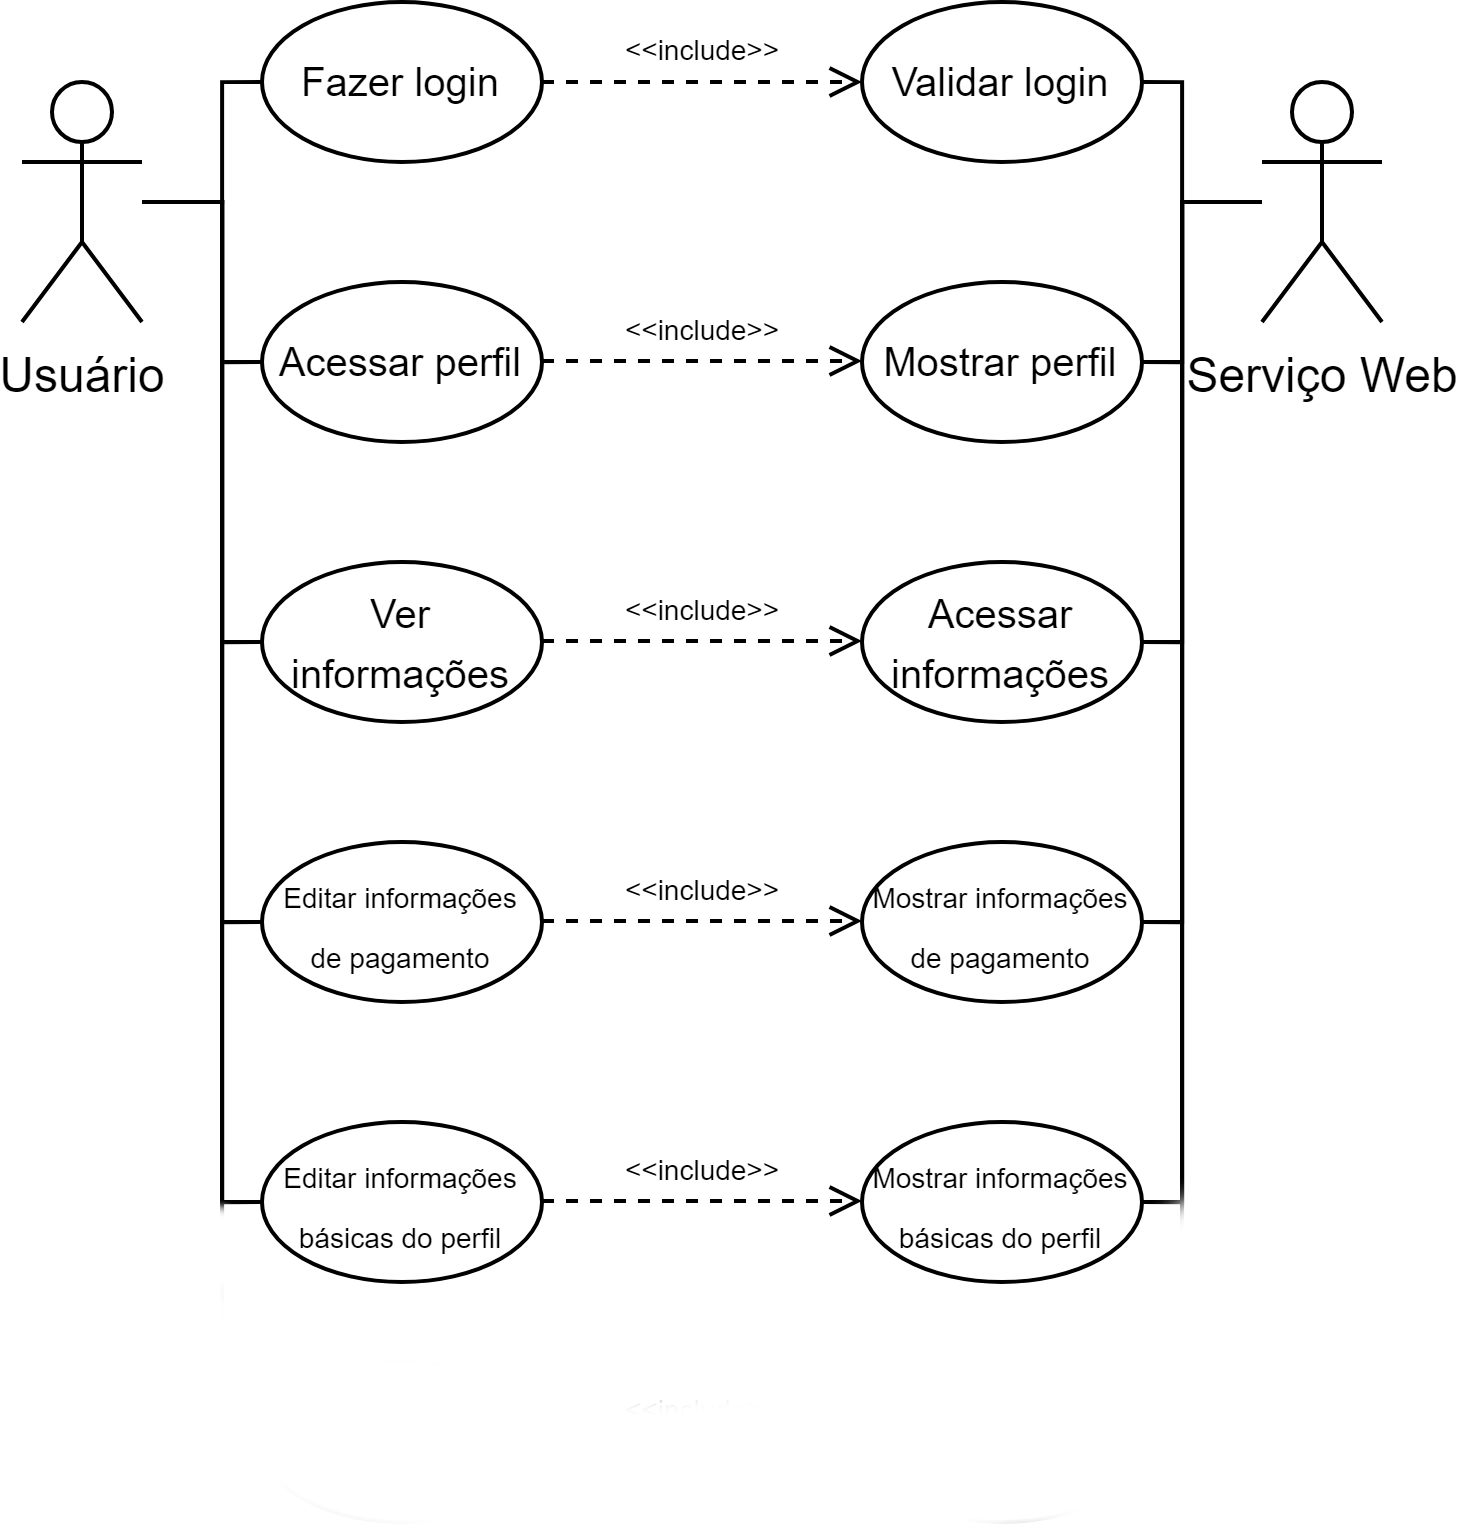 <<include>>
Fazer login
Validar login
<<include>>
Acessar perfil
Mostrar perfil
Usuário
Serviço Web
<<include>>
Ver
informações
Acessar
informações
<<include>>
Editar informações
de pagamento
Mostrar informações
de pagamento
<<include>>
Editar informações
básicas do perfil
Mostrar informações
básicas do perfil